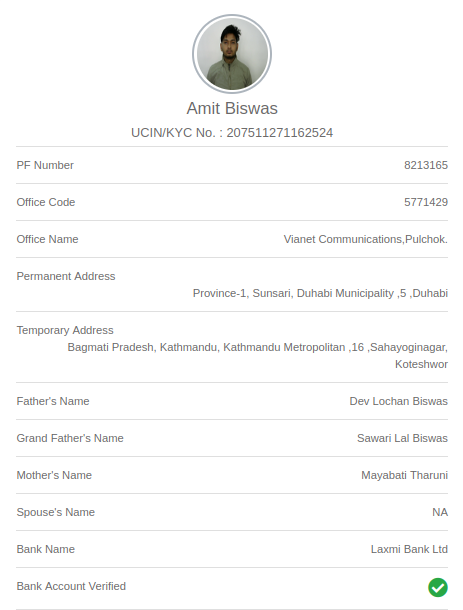 Amit Biswas
UCIN/KYC No. : 207511271162524
PF Number 8213165
Office Code 5771429
Office Name Vianet Communications,Pulchok.
Permanent Address
Province-1, Sunsari, Duhabi Municipality ,5 ,Duhabi
Temporary Address
Bagmati Pradesh, Kathmandu, Kathmandu Metropolitan ,16 ,Sahayoginagar,
Koteshwor
Father's Name Dev Lochan Biswas
Grand Father's Name Sawari Lal Biswas
Mother's Name Mayabati Tharuni
Spouse's Name NA
Bank Name Laxmi Bank Ltd
Bank Account Verified